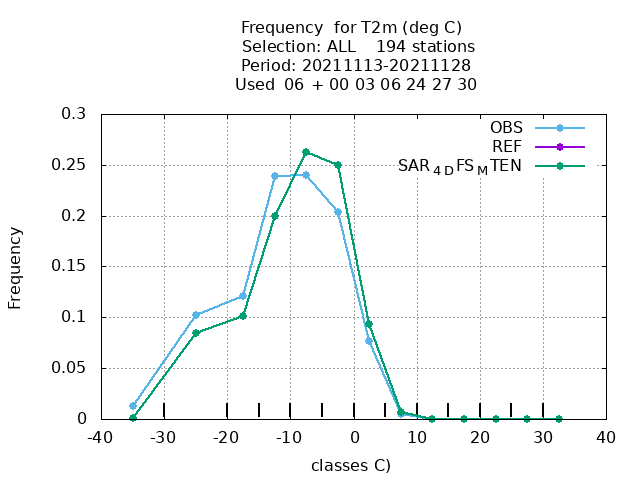 Frequency  for T2m (deg C)
Selection: ALL    194 stations
Period: 20211113-20211128
Used  06  + 00 03 06 24 27 30
0.3
0.25
0.2
0.15
0.1
0.05
0
Frequency
OBS
REF
SAR4DFSMTEN
-40 -30 -20 -10 0 10 20 30 40
classes C)